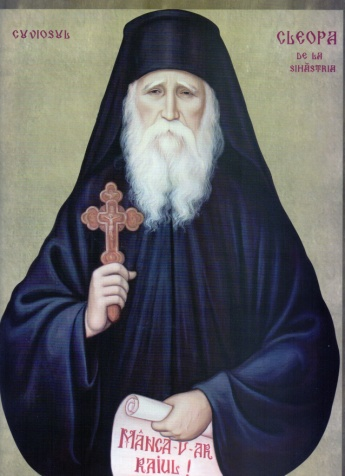 CUVIOSUL
CLEOPA
DE LA
SIHĂSTRIA
MÂNCA-V-AR
RAIUL!